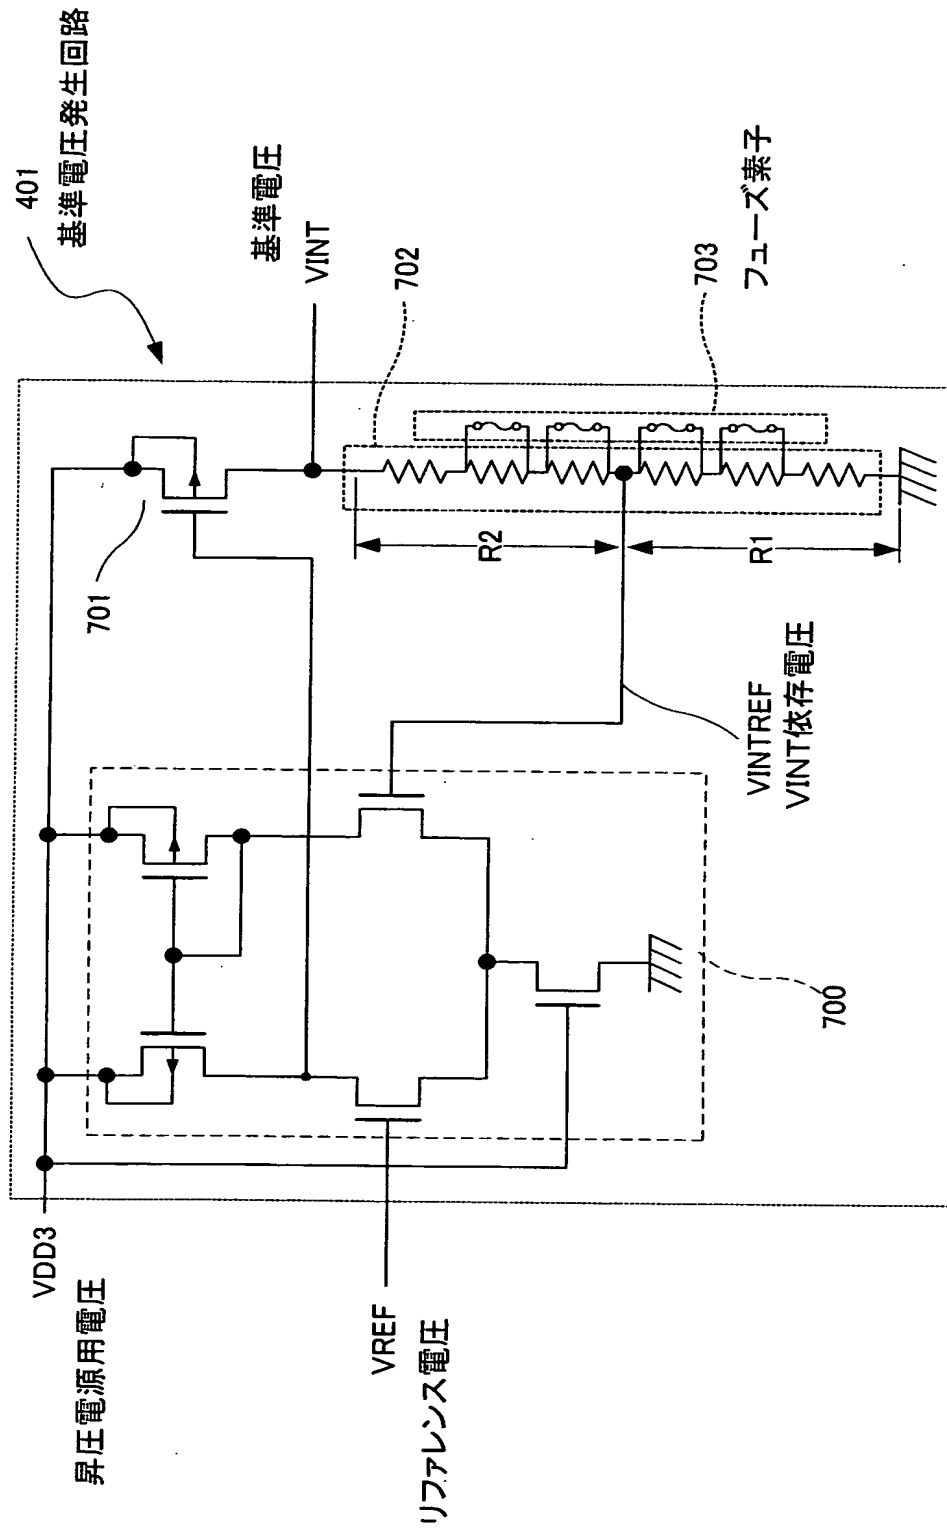 401
基準電圧発生回路
基準電圧
VINT
702
703
フューズ素子
701
R2
R1
VINTREF
VINT依存電圧
700
VDD3
昇圧電源用電圧
VREF
リファレンス電圧